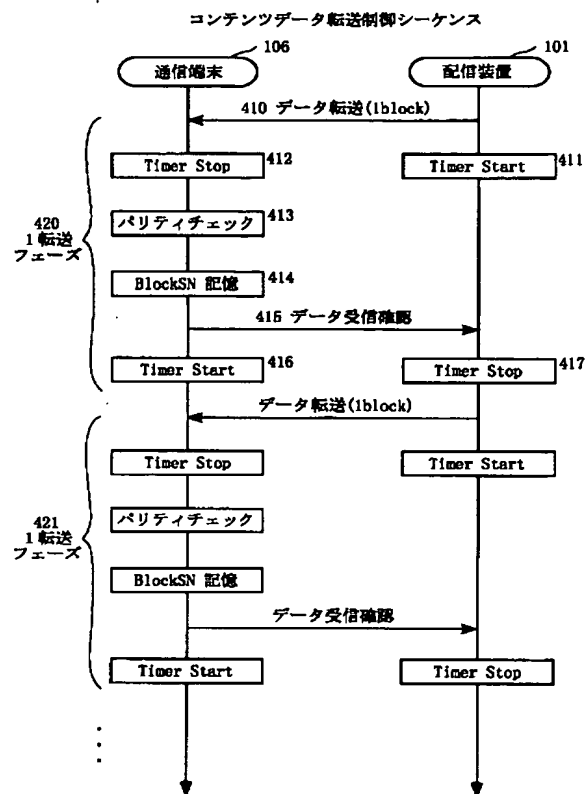 コンテンツデータ転送制御シーケンス
106
101
通信端末
配信装置
410 データ転送(1block)
Timer Stop 412
Timer Start 411
パリティチェック 413
420
1転送
フェーズ
BlockSN 記憶 414
415 データ受信確認
Timer Start 416
Timer Stop 417
データ転送(1block)
Timer Stop
Timer Start
パリティチェック
421
1転送
フェーズ
BlockSN 記憶
データ受信確認
Timer Start
Timer Stop